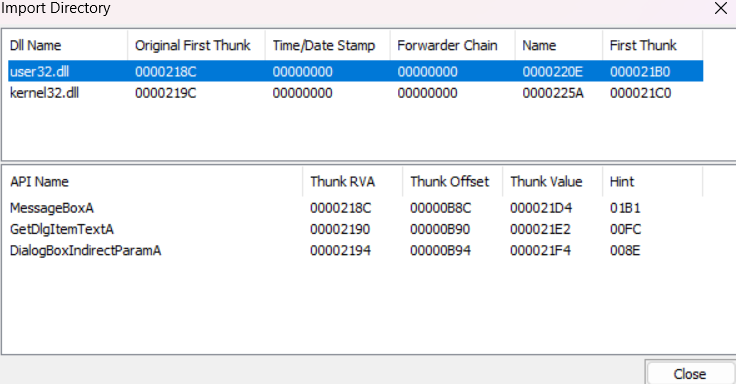 Import Directory
Dll Name Original First Thunk Time/Date Stamp Forwarder Chain Name First Thunk
user32.dll 0000218C 00000000 00000000 0000220E 000021B0
kernel32.dll 0000219C 00000000 00000000 0000225A 000021C0
API Name Thunk RVA Thunk Offset Thunk Value Hint
MessageBoxA 0000218C 00000B8C 000021D4 01B1
GetDlgItemTextA 00002190 00000B90 000021E2 00FC
DialogBoxIndirectParamA 00002194 00000B94 000021F4 008E
Close